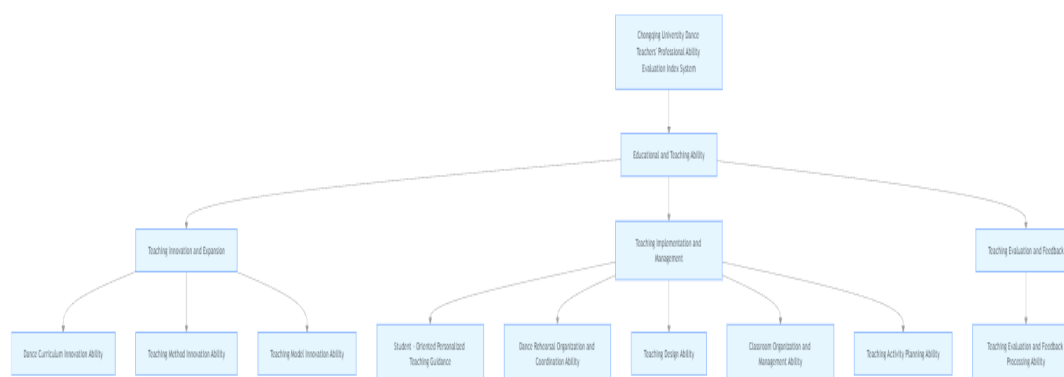 Chongqing University Dance
Teachers' Professional Ability
Evaluation Index System
Educational and Teaching Ability
Teaching Innovation and Expansion
Teaching Implementation and
Management
Teaching Evaluation and Feedback
Dance Curriculum Innovation Ability
Teaching Method Innovation Ability
Teaching Model Innovation Ability
Student - Oriented Personalized
Teaching Guidance
Dance Rehearsal Organization and
Coordination Ability
Teaching Design Ability
Classroom Organization and
Management Ability
Teaching Activity Planning Ability
Teaching Evaluation and Feedback
Processing Ability